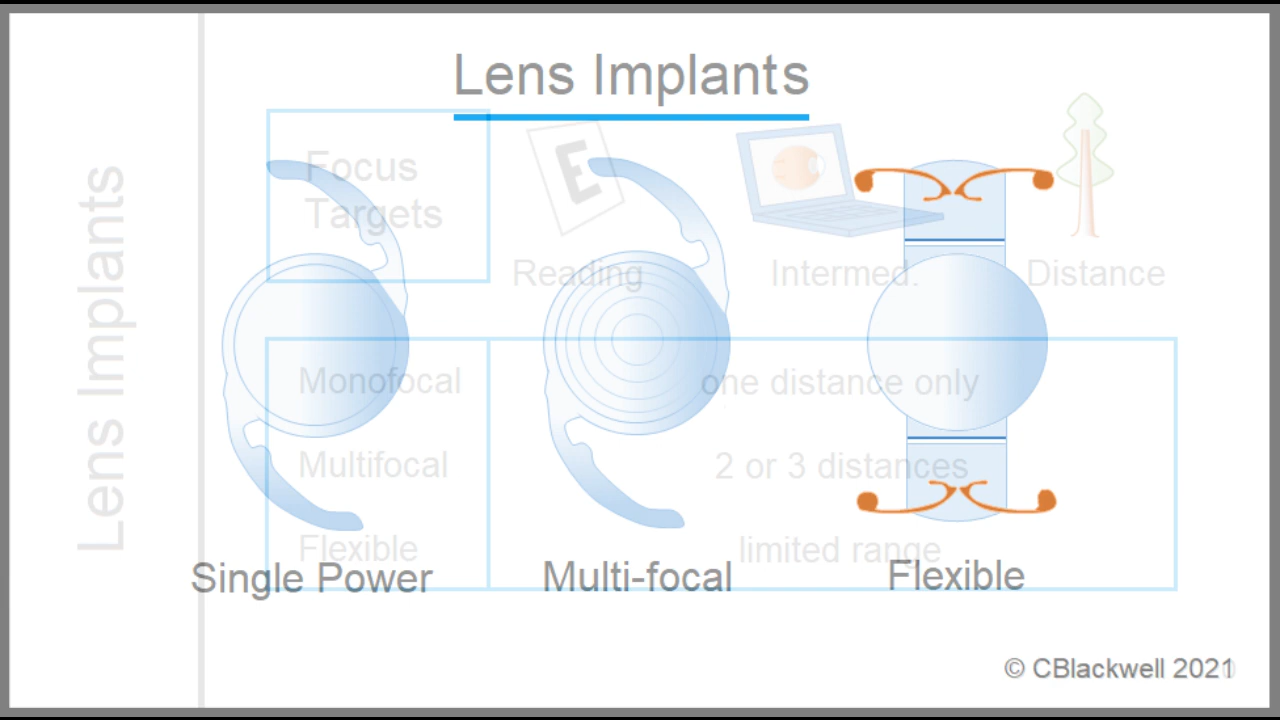 Lens Implants
Lens Implants
Focus
Targets
E
Reading Intermed. Distance
Monofocal one distance only
Multifocal 2 or 3 distances
Flexible limited range
Single Power Multi-focal Flexible
© CBlackwell 2021